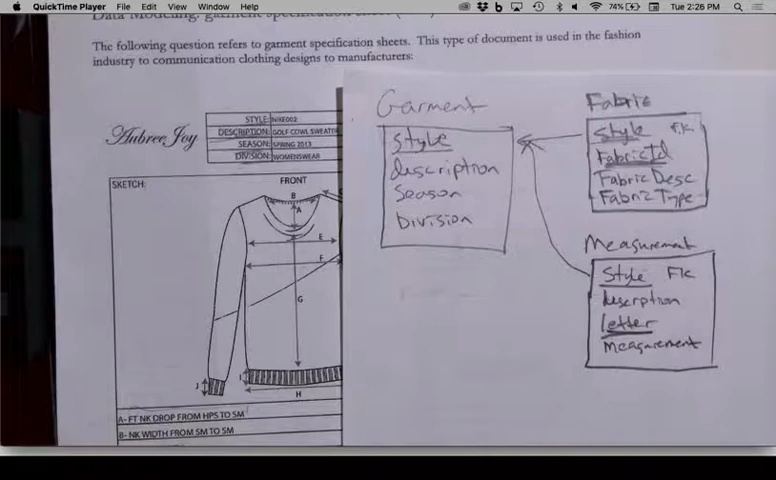 QuickTime Player File Edit View Window Help 74% Tue 2:26 PM
The following question refers to garment specification sheets. This type of document is used in the fashion
industry to communication clothing designs to manufacturers:
AubreeJoy
STYLE: NXF002
DESCRIPTION: GOLF COWL SWEATER
SEASON: SPRING 2013
DIVISION: WOMENSWEAR
SKETCH:
FRONT
B
A
E
F
G
J
I
H
A- FT NK DROP FROM HPS TO SM
B- NK WIDTH FROM SM TO SM
Garment
style
description
Season
Division
Fabric
style FK
FabricId
Fabric Desc
Fabric Type
Measurement
Style FK
description
letter
measurement